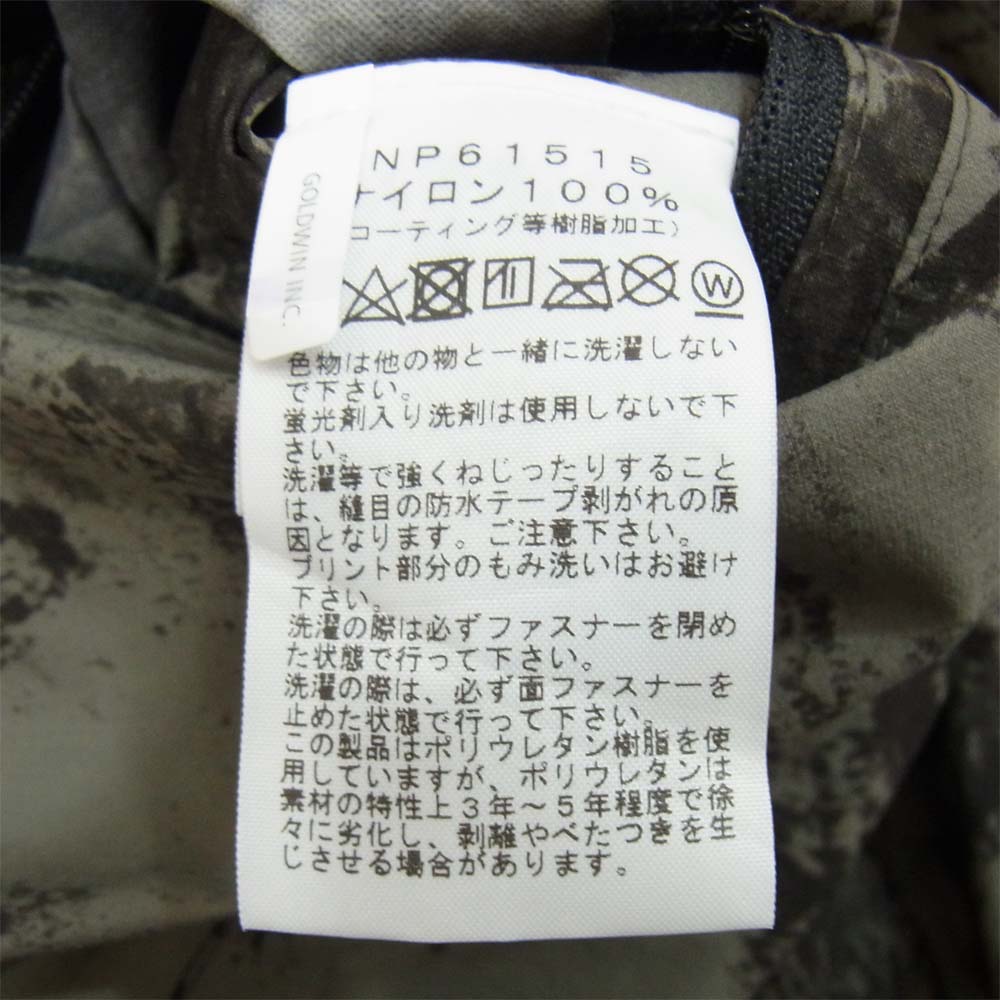 NP61515
ナイロン100%
コーティング等樹脂加工)
GOLDWIN INC.
W
色物は他の物と一緒に洗濯しない
で下さい。
蛍光剤入り洗剤は使用しないで下
さい。
洗濯等で強くねじったりすること
は、縫目の防水テープ剥がれの原
因となります。ご注意下さい。
プリント部分のもみ洗いはお避け
下さい。
洗濯の際は必ずファスナーを閉め
た状態で行って下さい。
洗濯の際は、必ず面ファスナーを
止めた状態で行って下さい。
この製品はポリウレタン樹脂を使
用していますが、ポリウレタンは
素材の特性上3年~5年程度で徐
々に劣化し、剥離やべたつきを生
じさせる場合があります。